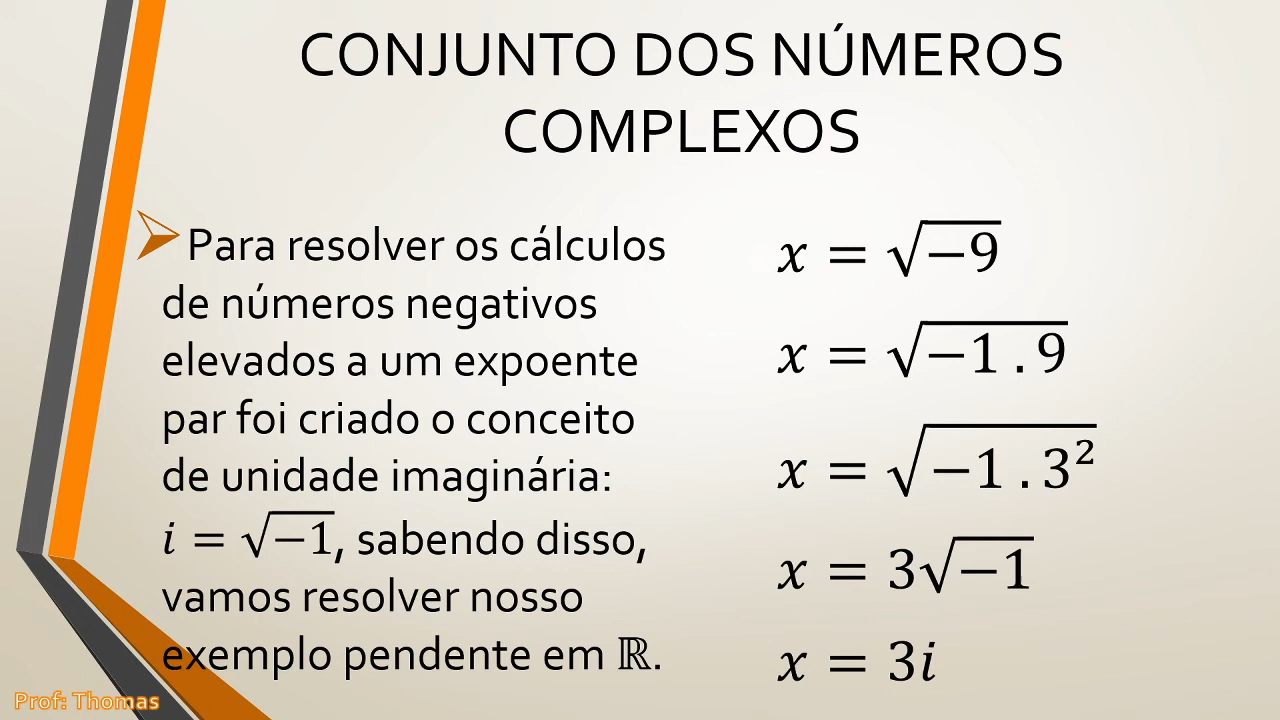 CONJUNTO DOS NÚMEROS
COMPLEXOS
Para resolver os cálculos
de números negativos
elevados a um expoente
par foi criado o conceito
de unidade imaginária:
i = √−1, sabendo disso,
vamos resolver nosso
exemplo pendente em ℝ.
x = √−9
x = √−1 . 9
x = √−1 . 3²
x = 3√−1
x = 3i
Prof: Thomas